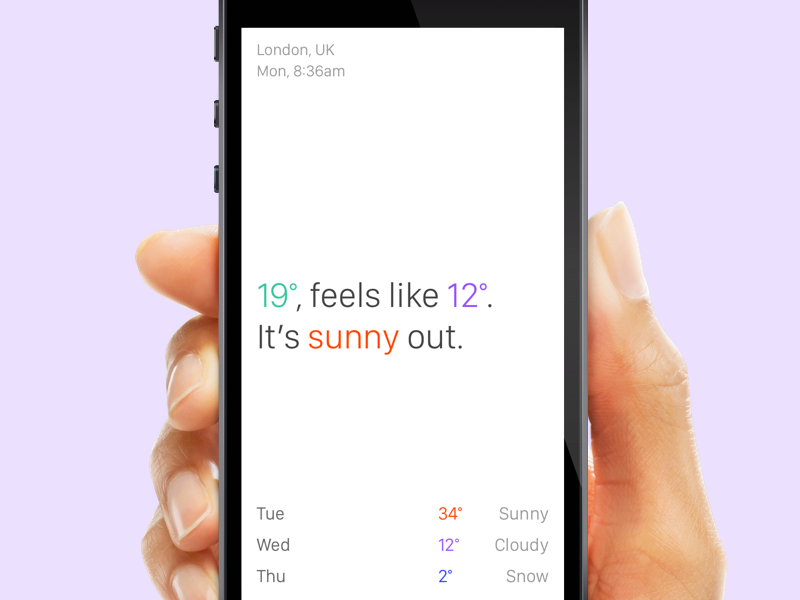 London, UK
Mon, 8:36am
19°, feels like 12°.
It’s sunny out.
Tue 34° Sunny
Wed 12° Cloudy
Thu 2° Snow